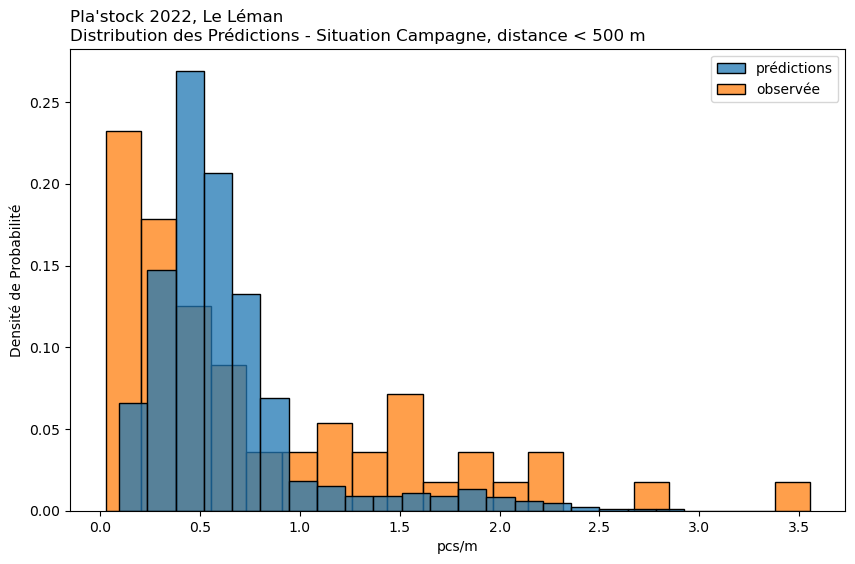 Pla'stock 2022, Le Léman
Distribution des Prédictions - Situation Campagne, distance < 500 m
prédictions
observée
Densité de Probabilité
0.25
0.20
0.15
0.10
0.05
0.00
0.0 0.5 1.0 1.5 2.0 2.5 3.0 3.5
pcs/m